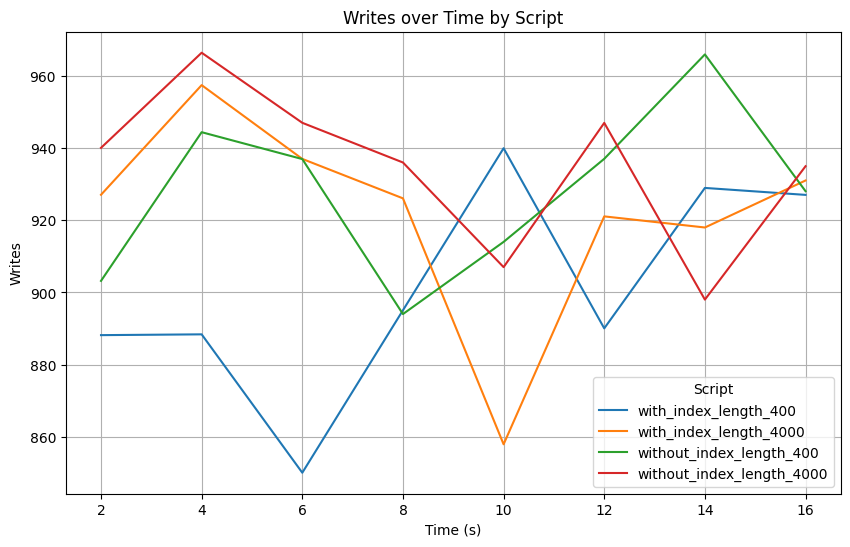 Writes over Time by Script
960
940
920
900
880
860
Writes
2 4 6 8 10 12 14 16
Time (s)
Script
with_index_length_400
with_index_length_4000
without_index_length_400
without_index_length_4000